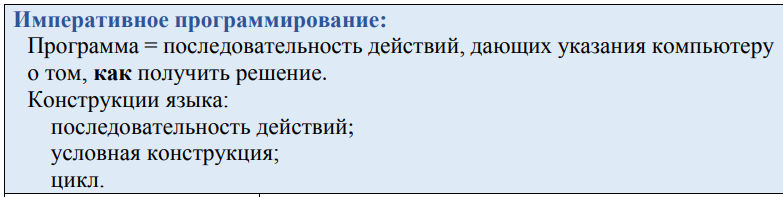 Императивное программирование:
Программа = последовательность действий, дающих указания компьютеру
о том, как получить решение.
Конструкции языка:
последовательность действий;
условная конструкция;
цикл.